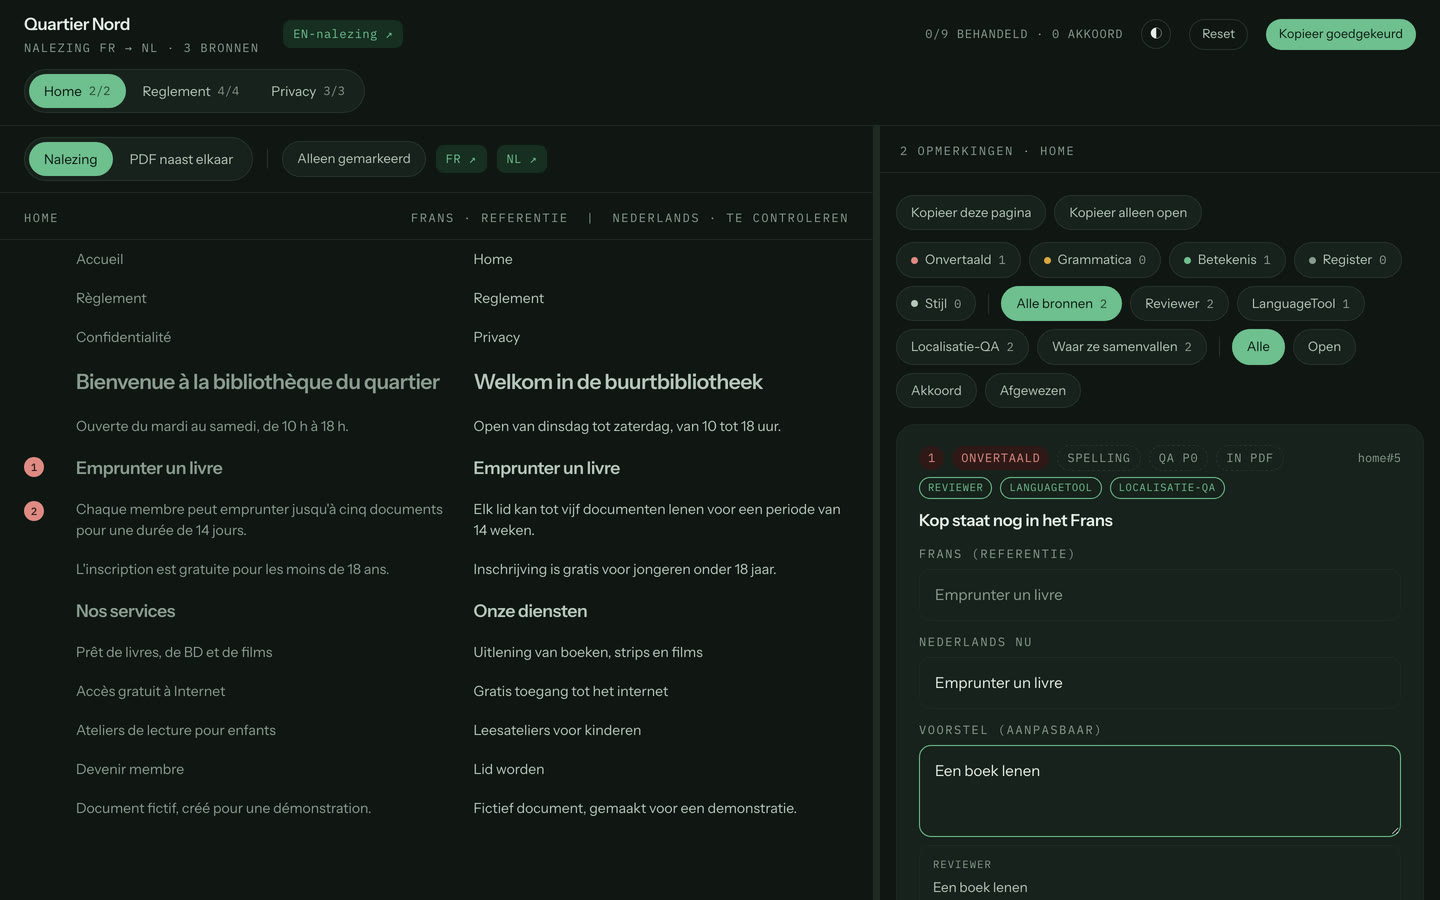 Quartier Nord
NALEZING FR → NL · 3 BRONNEN
EN-nalezing ↗
0/9 BEHANDELD · 0 AKKOORD
Reset
Kopieer goedgekeurd
Home 2/2
Reglement 4/4
Privacy 3/3
Nalezing
PDF naast elkaar
Alleen gemarkeerd
FR ↗
NL ↗
HOME
FRANS · REFERENTIE | NEDERLANDS · TE CONTROLEREN
Accueil
Home
Règlement
Reglement
Confidentialité
Privacy
Bienvenue à la bibliothèque du quartier
Welkom in de buurtbibliotheek
Ouverte du mardi au samedi, de 10 h à 18 h.
Open van dinsdag tot zaterdag, van 10 tot 18 uur.
1
Emprunter un livre
Emprunter un livre
2
Chaque membre peut emprunter jusqu'à cinq documents
pour une durée de 14 jours.
Elk lid kan tot vijf documenten lenen voor een periode van
14 weken.
L'inscription est gratuite pour les moins de 18 ans.
Inschrijving is gratis voor jongeren onder 18 jaar.
Nos services
Onze diensten
Prêt de livres, de BD et de films
Uitlening van boeken, strips en films
Accès gratuit à Internet
Gratis toegang tot het internet
Ateliers de lecture pour enfants
Leesateliers voor kinderen
Devenir membre
Lid worden
Document fictif, créé pour une démonstration.
Fictief document, gemaakt voor een demonstratie.
2 OPMERKINGEN · HOME
Kopieer deze pagina
Kopieer alleen open
Onvertaald 1
Grammatica 0
Betekenis 1
Register 0
Stijl 0
Alle bronnen 2
Reviewer 2
LanguageTool 1
Localisatie-QA 2
Waar ze samenvallen 2
Alle
Open
Akkoord
Afgewezen
1 ONVERTAALD SPELLING QA P0 IN PDF home#5
REVIEWER LANGUAGETOOL LOCALISATIE-QA
Kop staat nog in het Frans
FRANS (REFERENTIE)
Emprunter un livre
NEDERLANDS NU
Emprunter un livre
VOORSTEL (AANPASBAAR)
Een boek lenen
REVIEWER
Een boek lenen